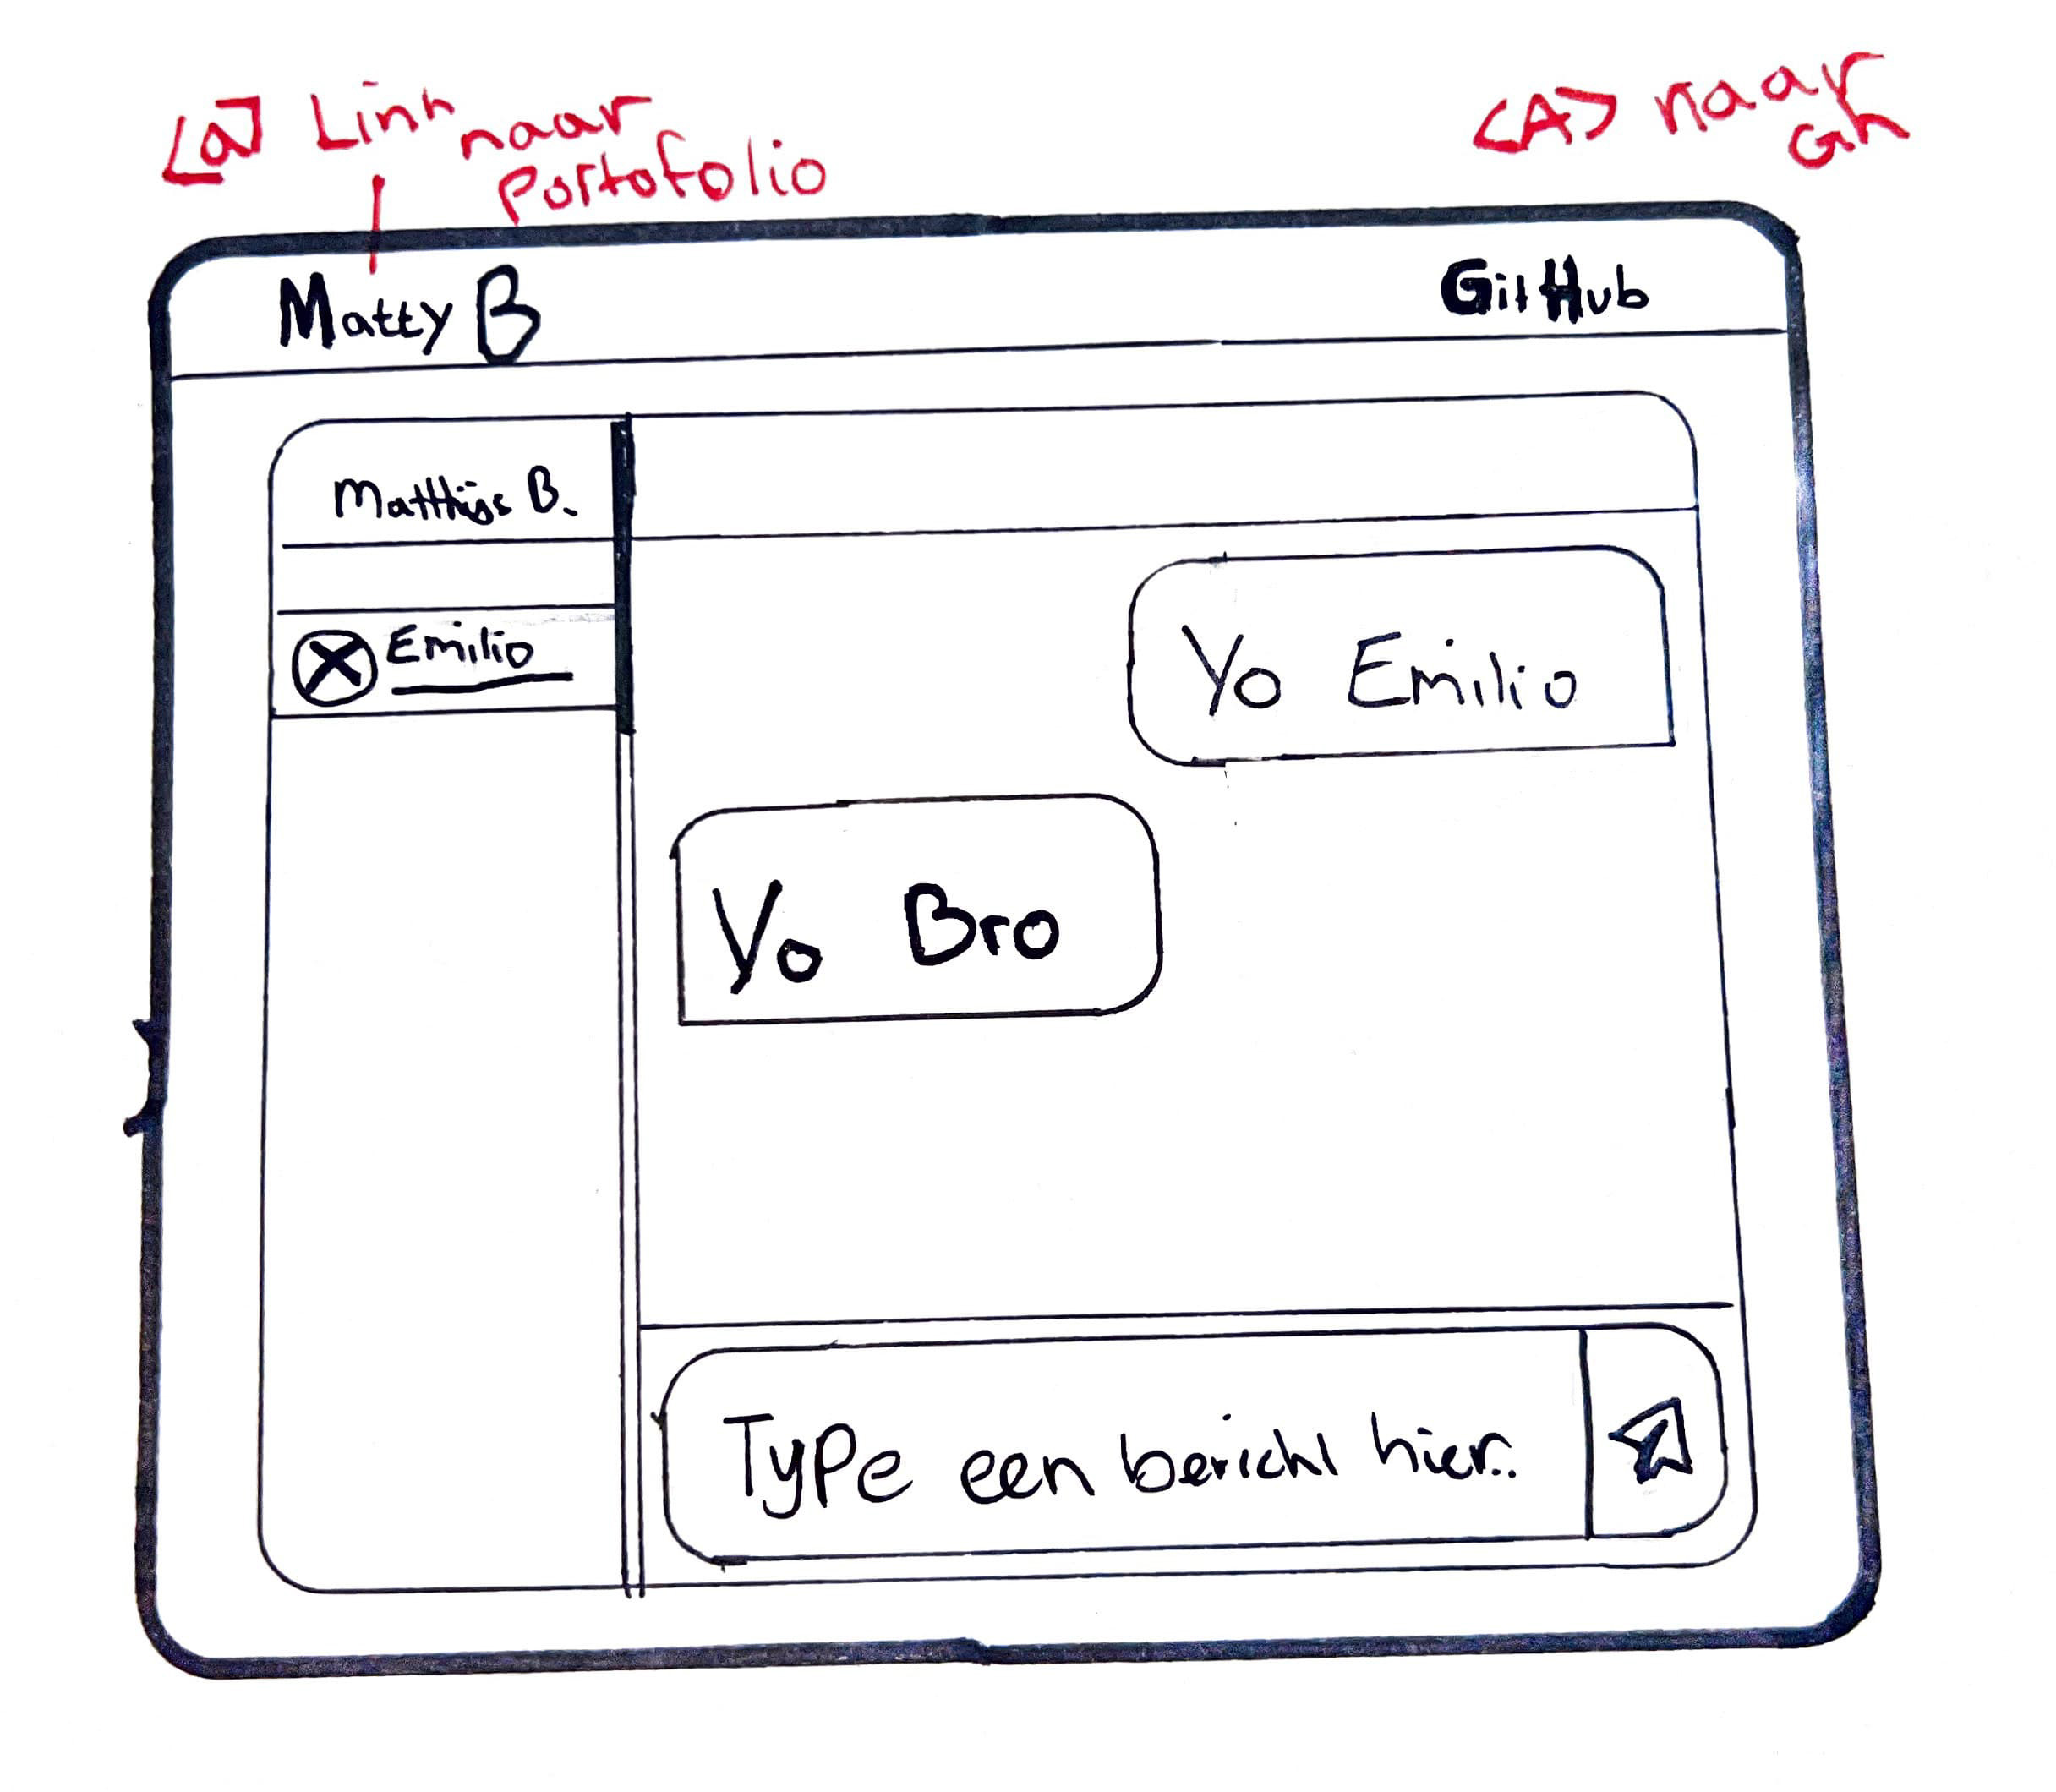 [a] Link naar
Portofolio
<A> naar
Gh
Matty B
GitHub
Matthijs B.
Emilio
Yo Emilio
Yo Bro
Type een bericht hier..